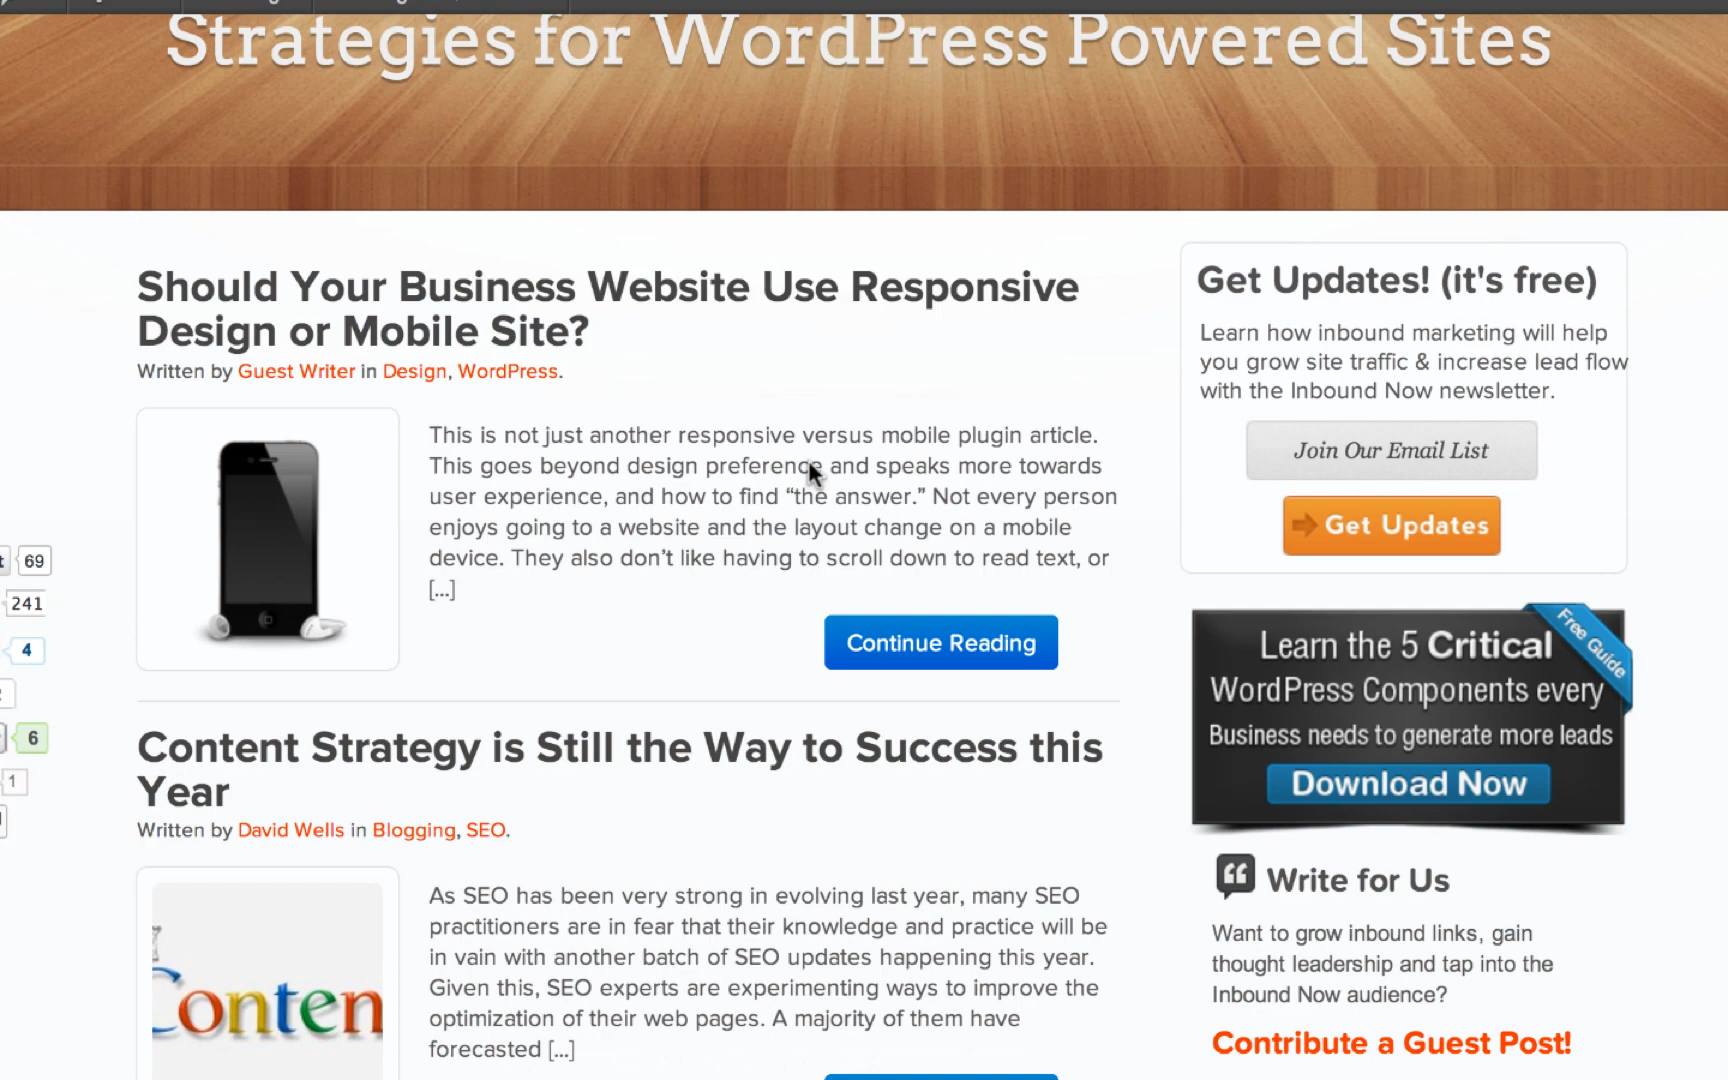 Strategies for WordPress Powered Sites
Should Your Business Website Use Responsive
Design or Mobile Site?
Written by Guest Writer in Design, WordPress.
This is not just another responsive versus mobile plugin article.
This goes beyond design preference and speaks more towards
user experience, and how to find “the answer.” Not every person
enjoys going to a website and the layout change on a mobile
device. They also don’t like having to scroll down to read text, or
[...]
Continue Reading
69
241
4
6
1
Content Strategy is Still the Way to Success this
Year
Written by David Wells in Blogging, SEO.
Conten
As SEO has been very strong in evolving last year, many SEO
practitioners are in fear that their knowledge and practice will be
in vain with another batch of SEO updates happening this year.
Given this, SEO experts are experimenting ways to improve the
optimization of their web pages. A majority of them have
forecasted [...]
Get Updates! (it's free)
Learn how inbound marketing will help
you grow site traffic & increase lead flow
with the Inbound Now newsletter.
Join Our Email List
Get Updates
Free Guide
Learn the 5 Critical
WordPress Components every
Business needs to generate more leads
Download Now
Write for Us
Want to grow inbound links, gain
thought leadership and tap into the
Inbound Now audience?
Contribute a Guest Post!